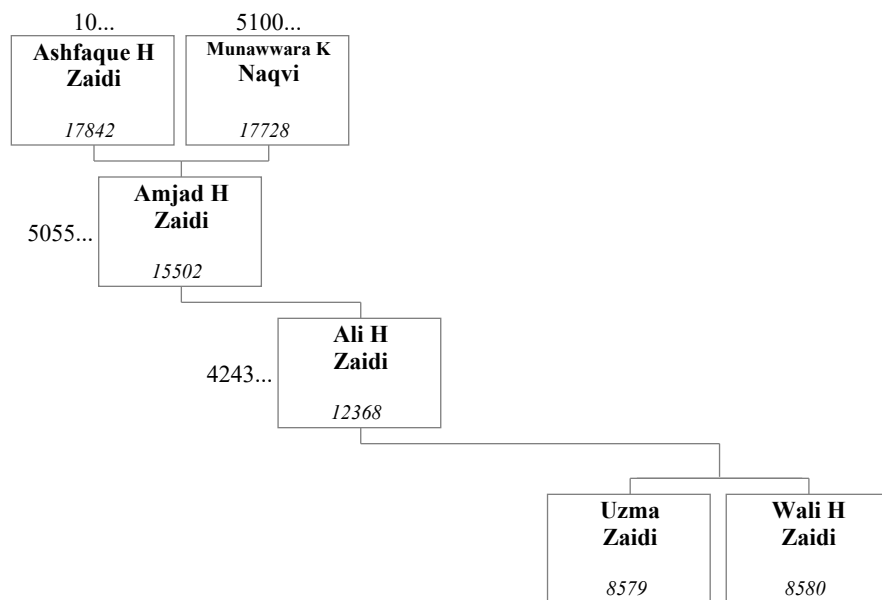 10...
5100...
Ashfaque H
Zaidi
17842
Munawwara K
Naqvi
17728
Amjad H
Zaidi
5055...
15502
Ali H
Zaidi
4243...
12368
Uzma
Zaidi
8579
Wali H
Zaidi
8580